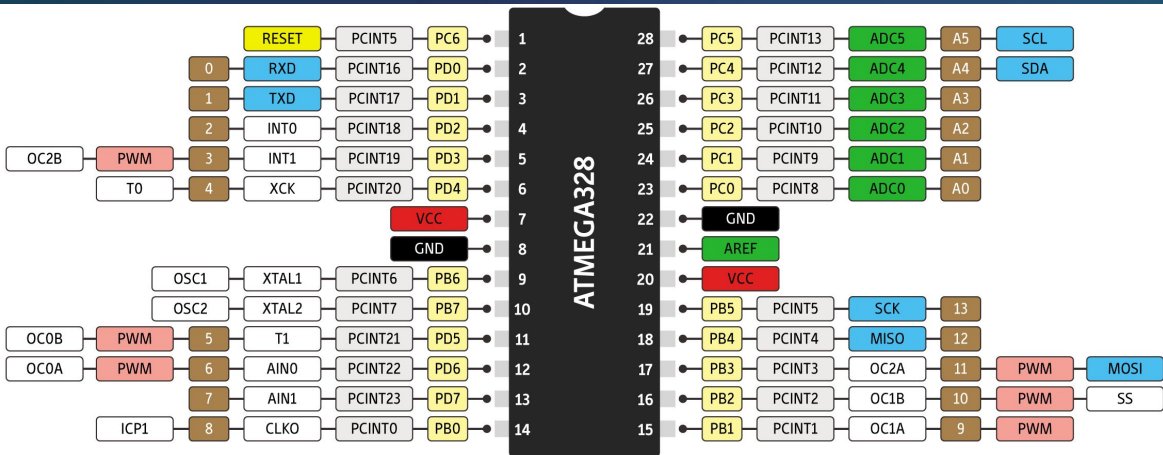 RESET PCINT5 PC6 1 28 PC5 PCINT13 ADC5 A5 SCL
0 RXD PCINT16 PD0 2 27 PC4 PCINT12 ADC4 A4 SDA
1 TXD PCINT17 PD1 3 26 PC3 PCINT11 ADC3 A3
2 INT0 PCINT18 PD2 4 25 PC2 PCINT10 ADC2 A2
OC2B PWM 3 INT1 PCINT19 PD3 5 24 PC1 PCINT9 ADC1 A1
T0 4 XCK PCINT20 PD4 6 23 PC0 PCINT8 ADC0 A0
VCC 7 22 GND
GND 8 21 AREF
OSC1 XTAL1 PCINT6 PB6 9 20 VCC
OSC2 XTAL2 PCINT7 PB7 10 19 PB5 PCINT5 SCK 13
OC0B PWM 5 T1 PCINT21 PD5 11 18 PB4 PCINT4 MISO 12
OC0A PWM 6 AIN0 PCINT22 PD6 12 17 PB3 PCINT3 OC2A 11 PWM MOSI
7 AIN1 PCINT23 PD7 13 16 PB2 PCINT2 OC1B 10 PWM SS
ICP1 8 CLKO PCINT0 PB0 14 15 PB1 PCINT1 OC1A 9 PWM
ATMEGA328